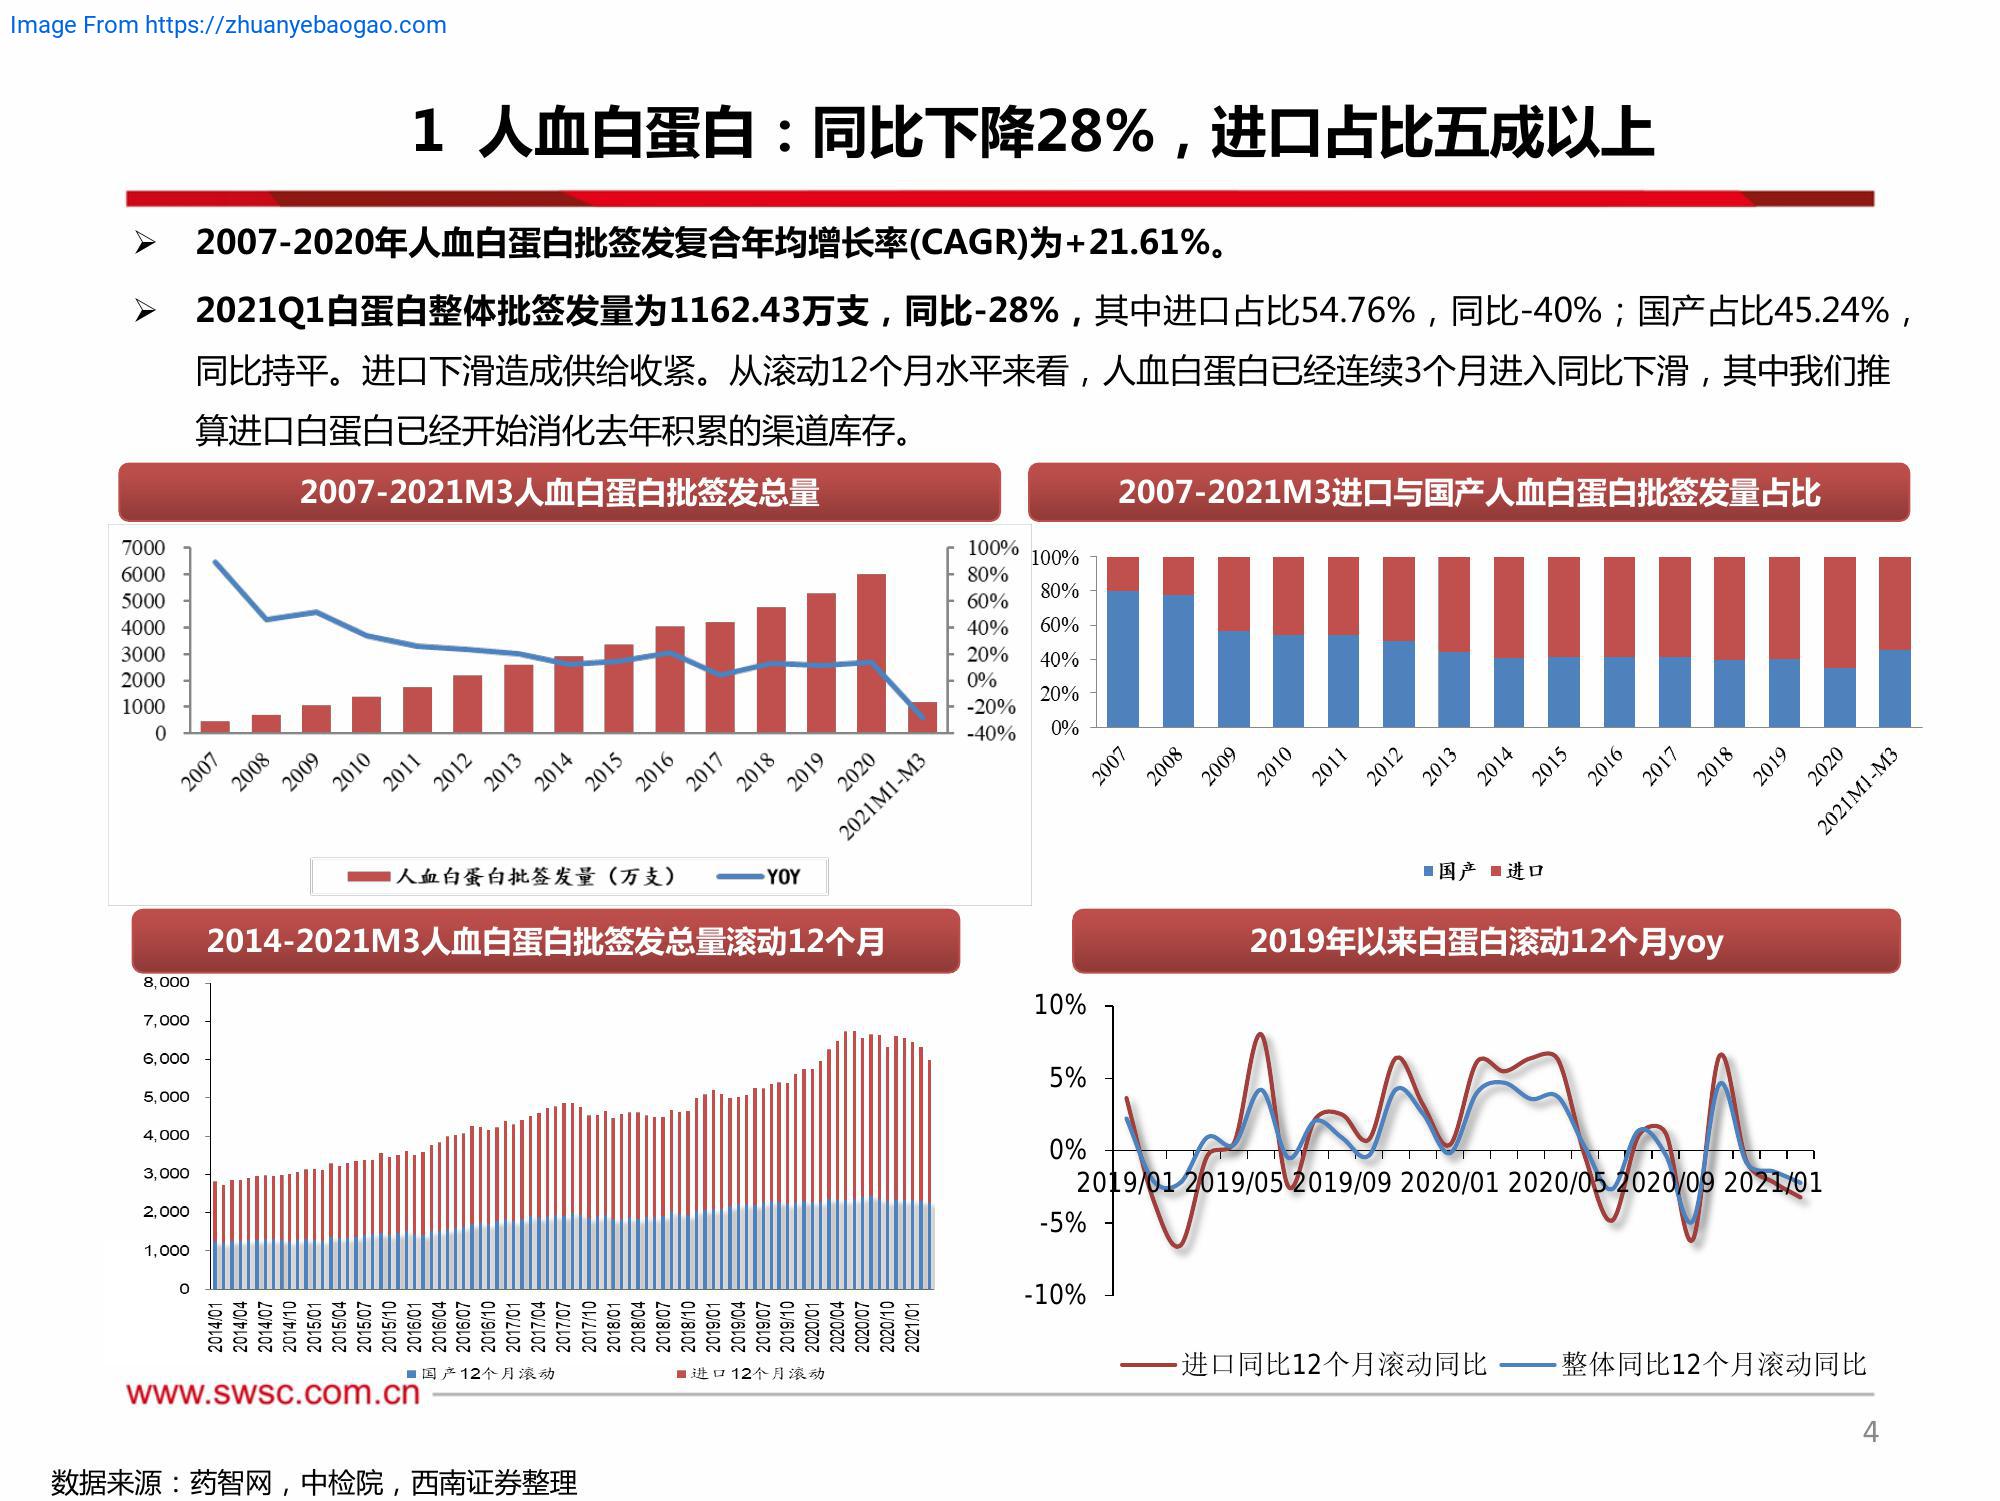 Image From https://zhuanyebaogao.com
1 人血白蛋白：同比下降28%，进口占比五成以上
➢ 2007-2020年人血白蛋白批签发复合年均增长率(CAGR)为+21.61%。
➢ 2021Q1白蛋白整体批签发量为1162.43万支，同比-28%，其中进口占比54.76%，同比-40%；国产占比45.24%，
同比持平。进口下滑造成供给收紧。从滚动12个月水平来看，人血白蛋白已经连续3个月进入同比下滑，其中我们推
算进口白蛋白已经开始消化去年积累的渠道库存。
2007-2021M3人血白蛋白批签发总量
7000
6000
5000
4000
3000
2000
1000
0
100%
80%
60%
40%
20%
0%
-20%
-40%
2007 2008 2009 2010 2011 2012 2013 2014 2015 2016 2017 2018 2019 2020 2021M1-M3
人血白蛋白批签发量（万支） YOY
2007-2021M3进口与国产人血白蛋白批签发量占比
100%
80%
60%
40%
20%
0%
2007 2008 2009 2010 2011 2012 2013 2014 2015 2016 2017 2018 2019 2020 2021M1-M3
国产 进口
2014-2021M3人血白蛋白批签发总量滚动12个月
8,000
7,000
6,000
5,000
4,000
3,000
2,000
1,000
0
2014/01 2014/04 2014/07 2014/10 2015/01 2015/04 2015/07 2015/10 2016/01 2016/04 2016/07 2016/10 2017/01 2017/04 2017/07 2017/10 2018/01 2018/04 2018/07 2018/10 2019/01 2019/04 2019/07 2019/10 2020/01 2020/04 2020/07 2020/10 2021/01
国产12个月滚动 进口12个月滚动
2019年以来白蛋白滚动12个月yoy
10%
5%
0%
-5%
-10%
2019/01 2019/05 2019/09 2020/01 2020/05 2020/09 2021/01
进口同比12个月滚动同比 整体同比12个月滚动同比
www.swsc.com.cn
4
数据来源：药智网，中检院，西南证券整理